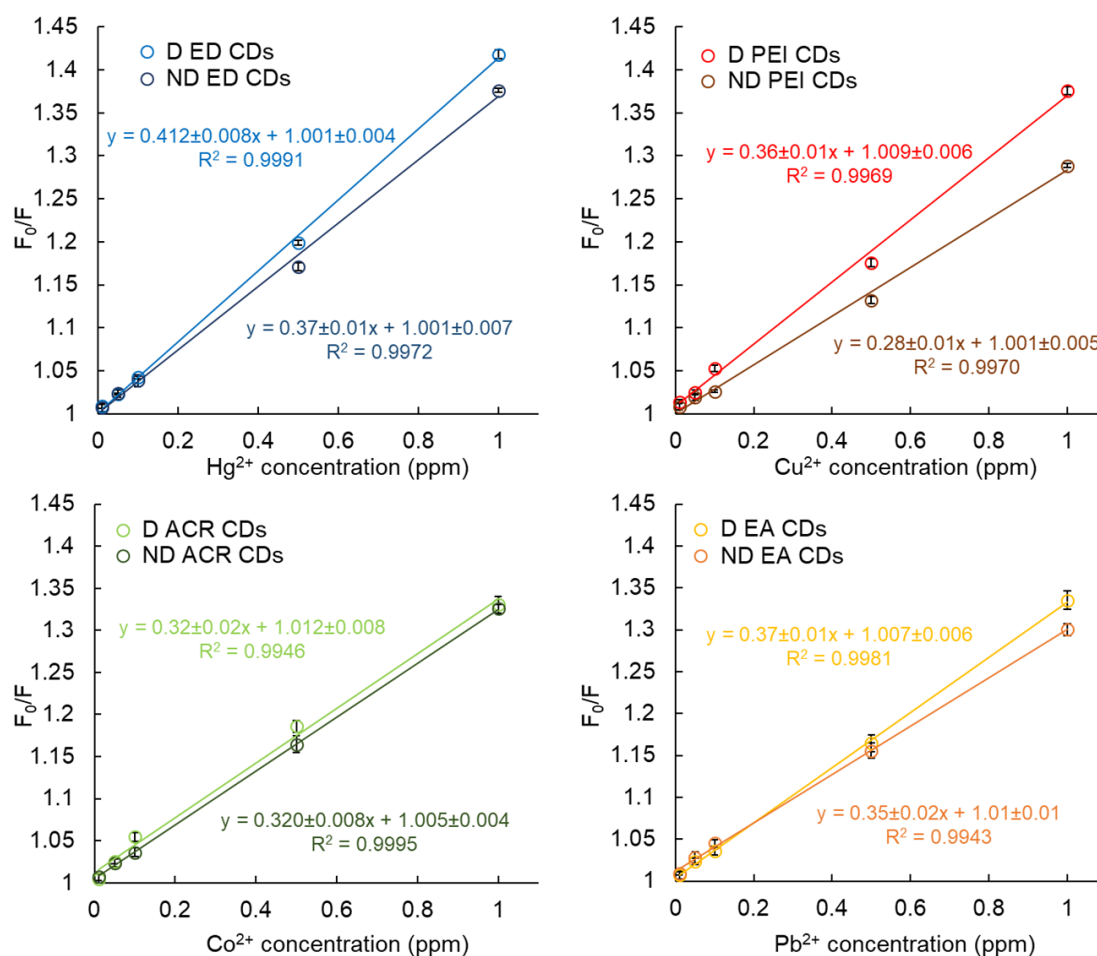 1.45
1.4
1.35
1.3
1.25
1.2
1.15
1.1
1.05
1
F₀/F
D ED CDs
ND ED CDs
y = 0.412±0.008x + 1.001±0.004
R² = 0.9991
y = 0.37±0.01x + 1.001±0.007
R² = 0.9972
0 0.2 0.4 0.6 0.8 1
Hg²⁺ concentration (ppm)
1.45
1.4
1.35
1.3
1.25
1.2
1.15
1.1
1.05
1
F₀/F
D PEI CDs
ND PEI CDs
y = 0.36±0.01x + 1.009±0.006
R² = 0.9969
y = 0.28±0.01x + 1.001±0.005
R² = 0.9970
0 0.2 0.4 0.6 0.8 1
Cu²⁺ concentration (ppm)
1.45
1.4
1.35
1.3
1.25
1.2
1.15
1.1
1.05
1
F₀/F
D ACR CDs
ND ACR CDs
y = 0.32±0.02x + 1.012±0.008
R² = 0.9946
y = 0.320±0.008x + 1.005±0.004
R² = 0.9995
0 0.2 0.4 0.6 0.8 1
Co²⁺ concentration (ppm)
1.45
1.4
1.35
1.3
1.25
1.2
1.15
1.1
1.05
1
F₀/F
D EA CDs
ND EA CDs
y = 0.37±0.01x + 1.007±0.006
R² = 0.9981
y = 0.35±0.02x + 1.01±0.01
R² = 0.9943
0 0.2 0.4 0.6 0.8 1
Pb²⁺ concentration (ppm)